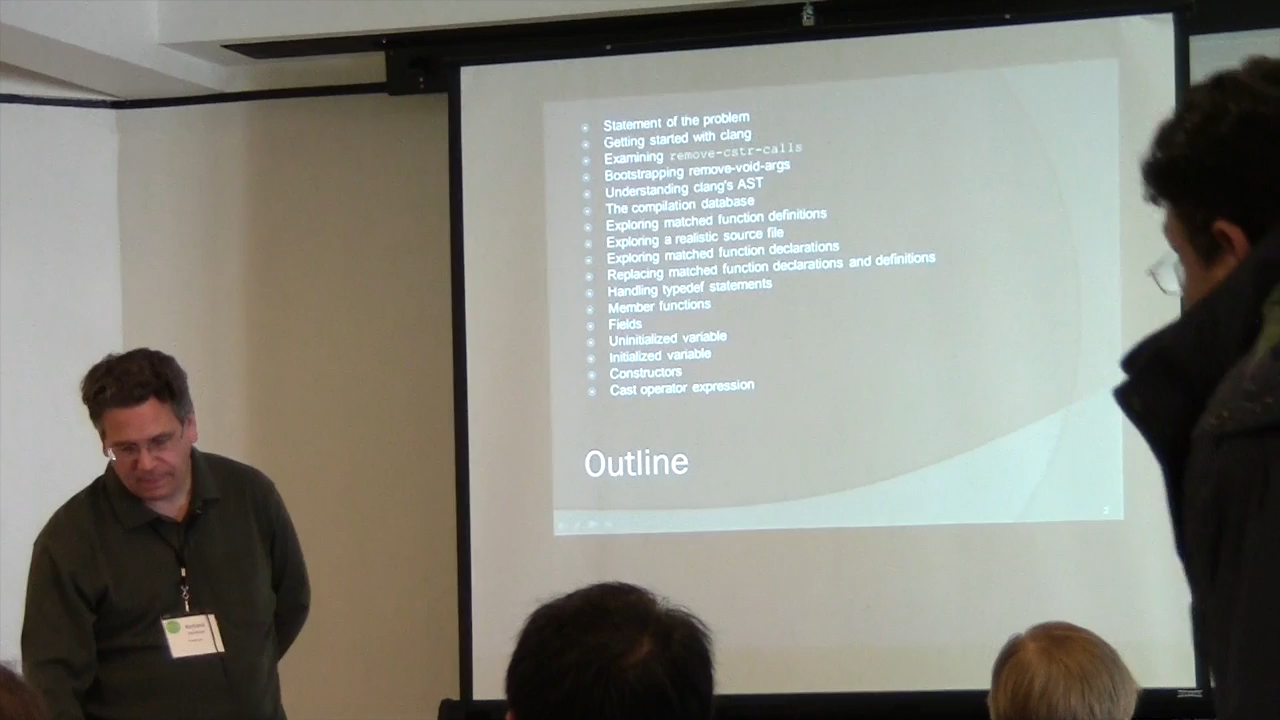 Statement of the problem
Getting started with clang
Examining remove-cstr-calls
Bootstrapping remove-void-args
Understanding clang's AST
The compilation database
Exploring matched function definitions
Exploring a realistic source file
Exploring matched function declarations
Replacing matched function declarations and definitions
Handling typedef statements
Member functions
Fields
Uninitialized variable
Initialized variable
Constructors
Cast operator expression
Outline
2